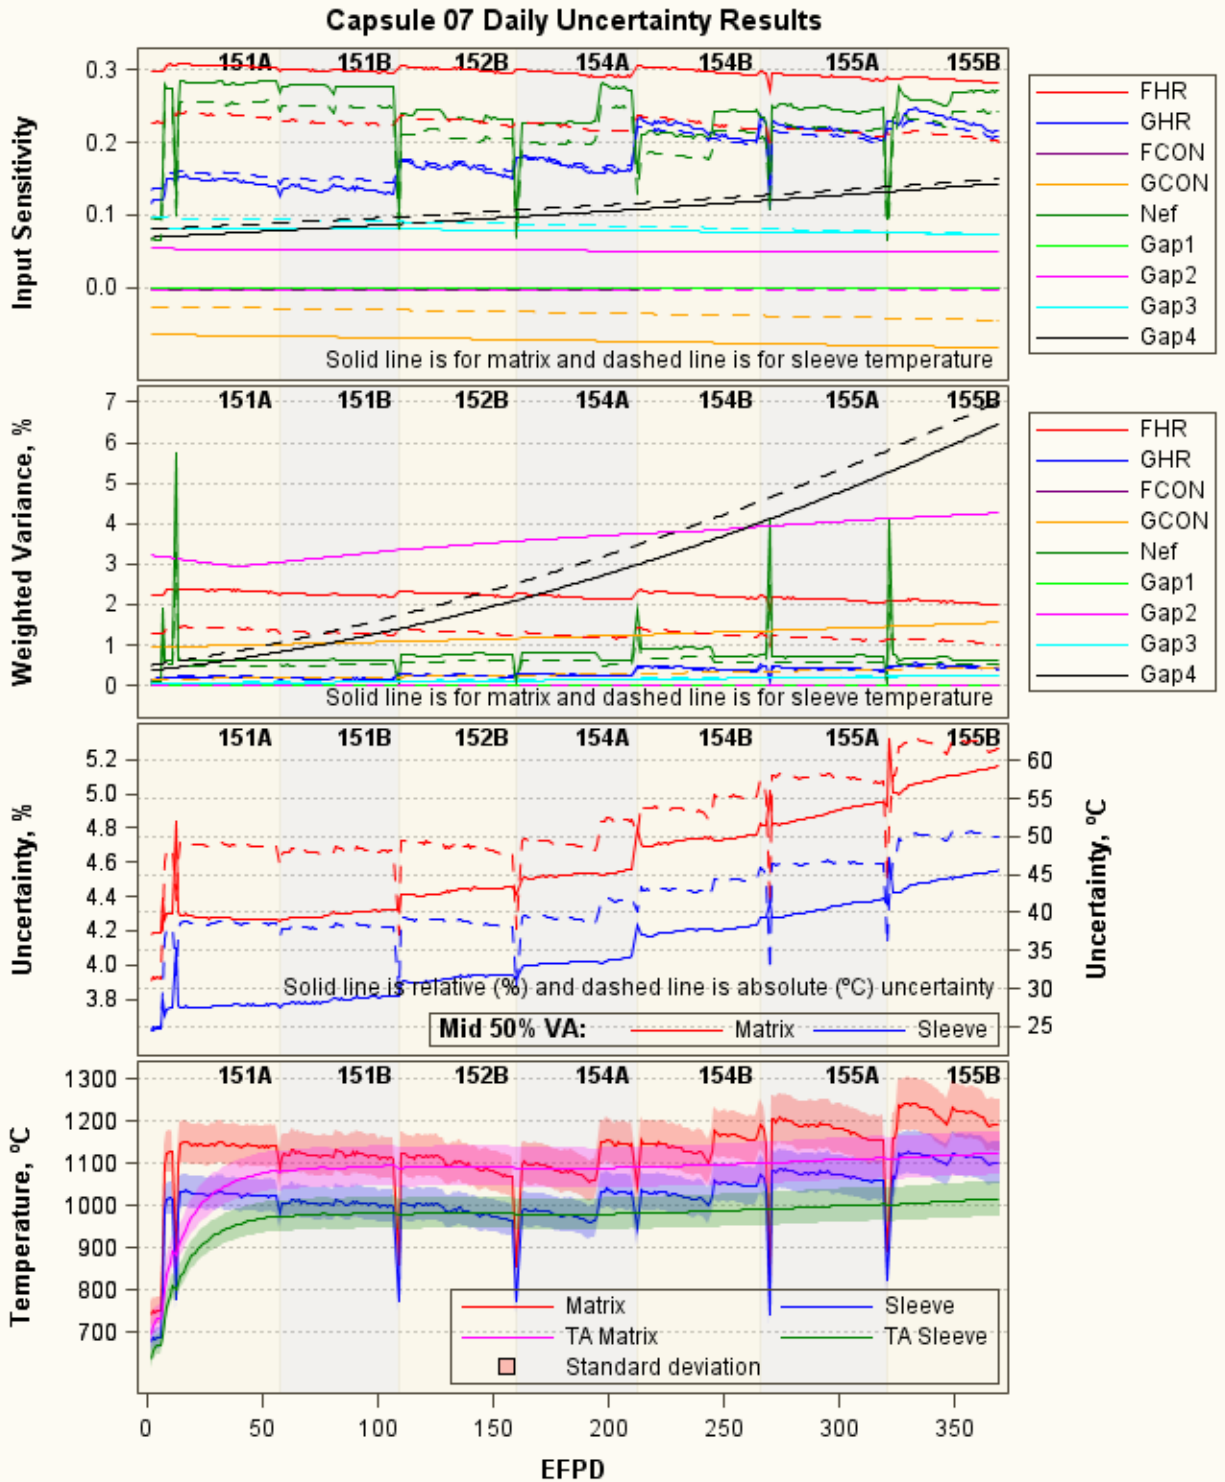 Capsule 07 Daily Uncertainty Results
151A 151B 152B 154A 154B 155A 155B
0.3
0.2
0.1
0.0
Input Sensitivity
Solid line is for matrix and dashed line is for sleeve temperature
FHR
GHR
FCON
GCON
Nef
Gap1
Gap2
Gap3
Gap4
151A 151B 152B 154A 154B 155A 155B
7
6
5
4
3
2
1
0
Weighted Variance, %
Solid line is for matrix and dashed line is for sleeve temperature
FHR
GHR
FCON
GCON
Nef
Gap1
Gap2
Gap3
Gap4
151A 151B 152B 154A 154B 155A 155B
5.2
5.0
4.8
4.6
4.4
4.2
4.0
3.8
Uncertainty, %
60
55
50
45
40
35
30
25
Uncertainty, ºC
Solid line is relative (%) and dashed line is absolute (ºC) uncertainty
Mid 50% VA: Matrix Sleeve
151A 151B 152B 154A 154B 155A 155B
1300
1200
1100
1000
900
800
700
Temperature, ºC
Matrix Sleeve
TA Matrix TA Sleeve
Standard deviation
0 50 100 150 200 250 300 350
EFPD